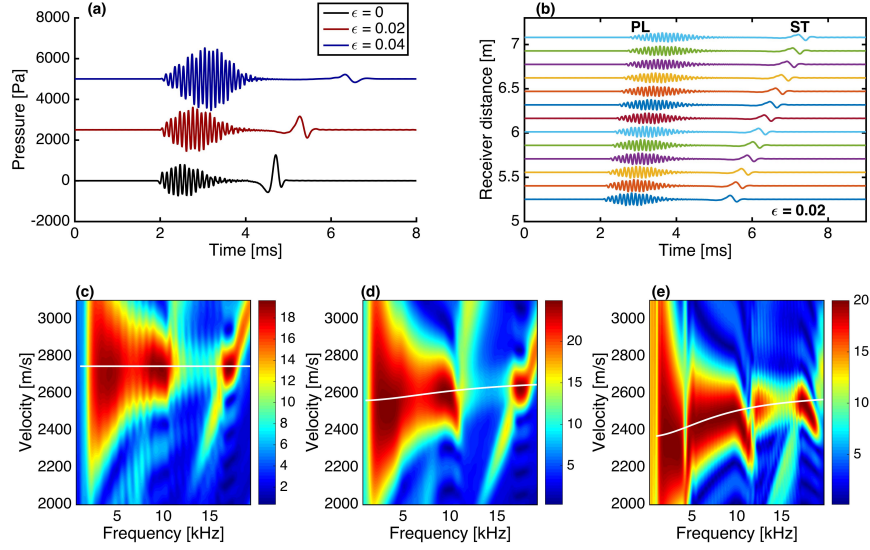 (a)
ϵ = 0
ϵ = 0.02
ϵ = 0.04
Pressure [Pa]
8000
6000
4000
2000
0
-2000
0 2 4 6 8
Time [ms]
(b)
PL ST
Receiver distance [m]
7
6.5
6
5.5
5
ϵ = 0.02
0 2 4 6 8
Time [ms]
(c)
Velocity [m/s]
3000
2800
2600
2400
2200
2000
5 10 15
Frequency [kHz]
18
16
14
12
10
8
6
4
2
(d)
Velocity [m/s]
3000
2800
2600
2400
2200
2000
5 10 15
Frequency [kHz]
20
15
10
5
(e)
Velocity [m/s]
3000
2800
2600
2400
2200
2000
5 10 15
Frequency [kHz]
20
15
10
5